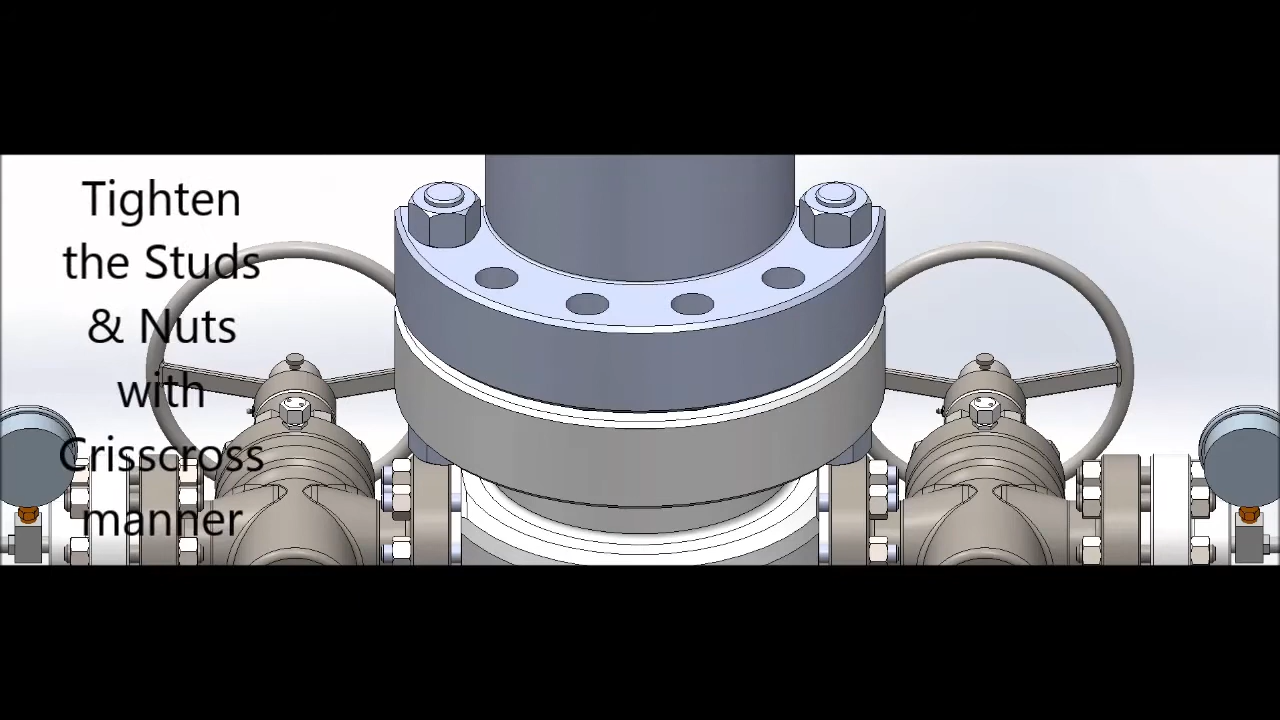 Tighten
the Studs
& Nuts
with
Crisscross
manner